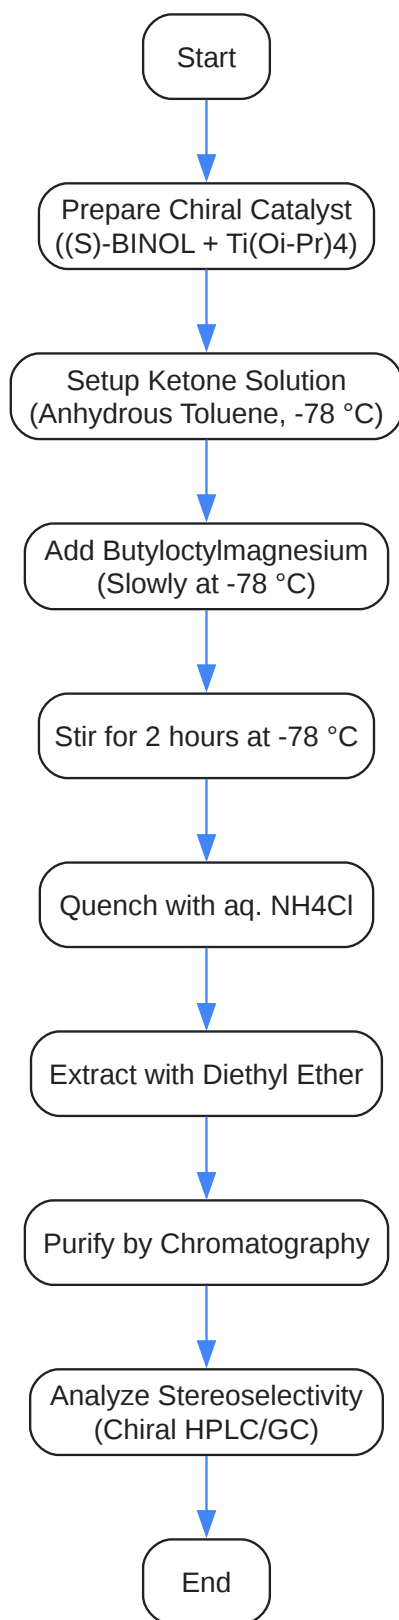 Start
Prepare Chiral Catalyst
((S)-BINOL + Ti(Oi-Pr)4)
Setup Ketone Solution
(Anhydrous Toluene, -78 °C)
Add Butyloctylmagnesium
(Slowly at -78 °C)
Stir for 2 hours at -78 °C
Quench with aq. NH4Cl
Extract with Diethyl Ether
Purify by Chromatography
Analyze Stereoselectivity
(Chiral HPLC/GC)
End